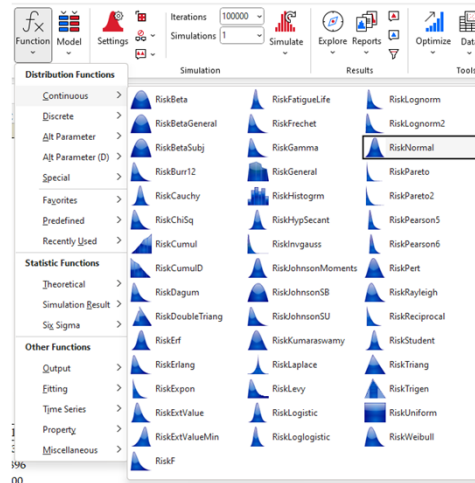 Iterations 100000
Simulations 1
Function Model Settings Simulate Explore Reports Optimize
Simulation Results Tools
Distribution Functions
Continuous
Discrete
Alt Parameter
Alt Parameter (D)
Special
Favorites
Predefined
Recently Used
Statistic Functions
Theoretical
Simulation Result
Six Sigma
Other Functions
Output
Fitting
Time Series
Property
Miscellaneous
RiskBeta RiskFatigueLife RiskLognorm
RiskBetaGeneral RiskFrechet RiskLognorm2
RiskBetaSubj RiskGamma RiskNormal
RiskBurr12 RiskGeneral RiskPareto
RiskCauchy RiskHistogrm RiskPareto2
RiskChiSq RiskHypSecant RiskPearson5
RiskCumul RiskInvgauss RiskPearson6
RiskCumulD RiskJohnsonMoments RiskPert
RiskDagum RiskJohnsonSB RiskRayleigh
RiskDoubleTriang RiskJohnsonSU RiskReciprocal
RiskErf RiskKumaraswamy RiskStudent
RiskErlang RiskLaplace RiskTriang
RiskExpon RiskLevy RiskTrigen
RiskExtValue RiskLogistic RiskUniform
RiskExtValueMin RiskLoglogistic RiskWeibull
RiskF